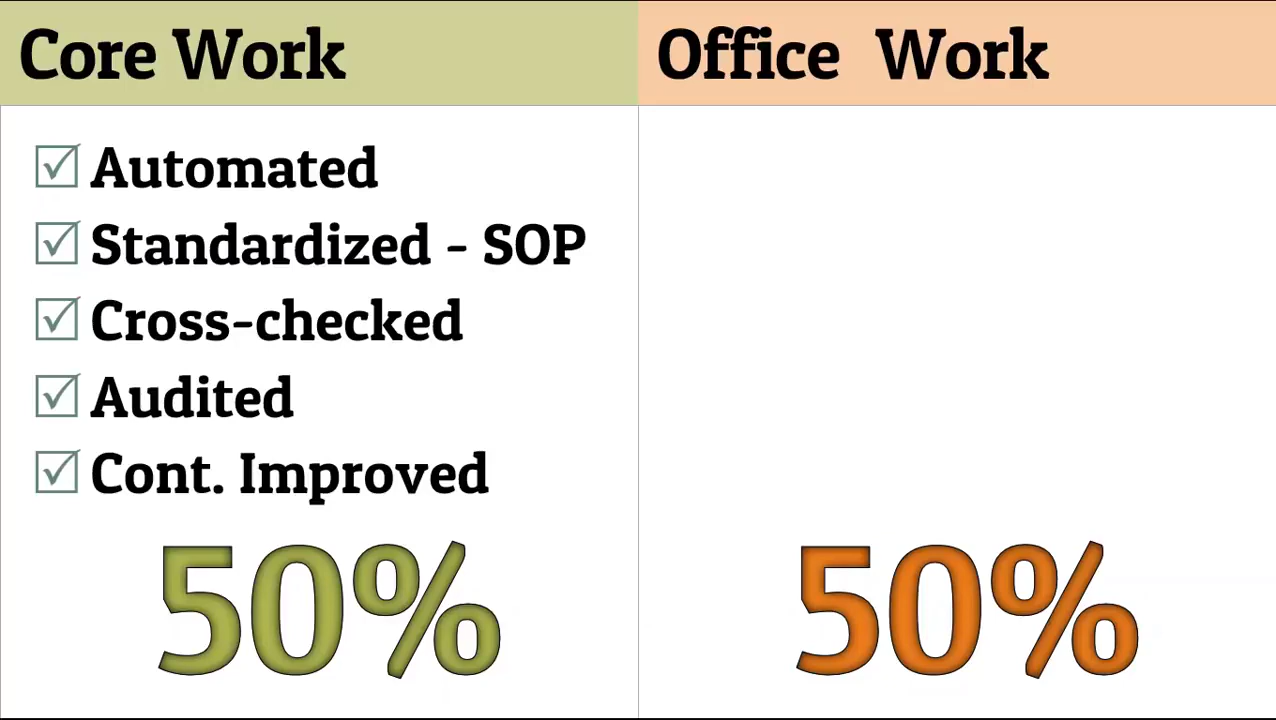 Core Work
Office Work
☑ Automated
☑ Standardized - SOP
☑ Cross-checked
☑ Audited
☑ Cont. Improved
50%
50%